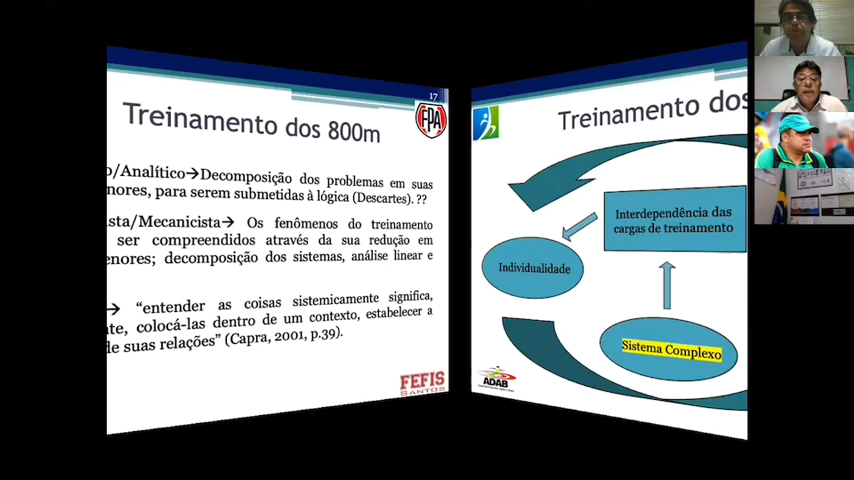 17
Treinamento dos 800m
FPA
o/Analítico→Decomposição dos problemas em suas
enores, para serem submetidas à lógica (Descartes). ??
ista/Mecanicista→ Os fenômenos do treinamento
ser compreendidos através da sua redução em
enores; decomposição dos sistemas, análise linear e
→ “entender as coisas sistemicamente significa,
te, colocá-las dentro de um contexto, estabelecer a
de suas relações” (Capra, 2001, p.39).
FEFIS
SANTOS
Treinamento dos
Interdependência das
cargas de treinamento
Individualidade
Sistema Complexo
ADAB